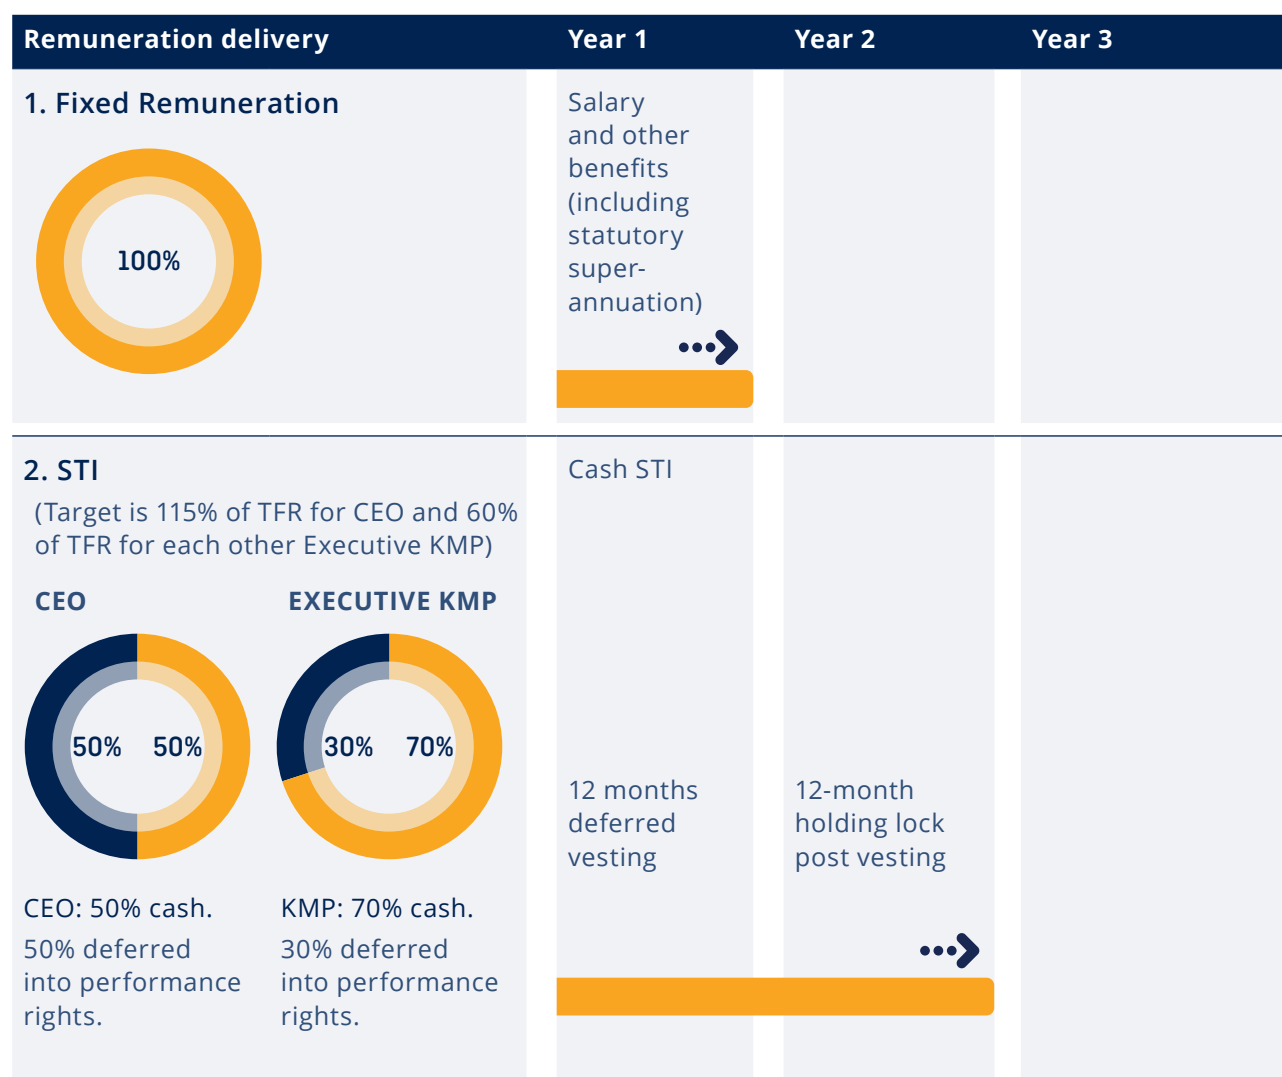 Remuneration delivery
Year 1
Year 2
Year 3
1. Fixed Remuneration
100%
Salary
and other
benefits
(including
statutory
super-
annuation)
2. STI
(Target is 115% of TFR for CEO and 60%
of TFR for each other Executive KMP)
CEO
50%
50%
CEO: 50% cash.
50% deferred
into performance
rights.
EXECUTIVE KMP
30%
70%
KMP: 70% cash.
30% deferred
into performance
rights.
Cash STI
12 months
deferred
vesting
12-month
holding lock
post vesting